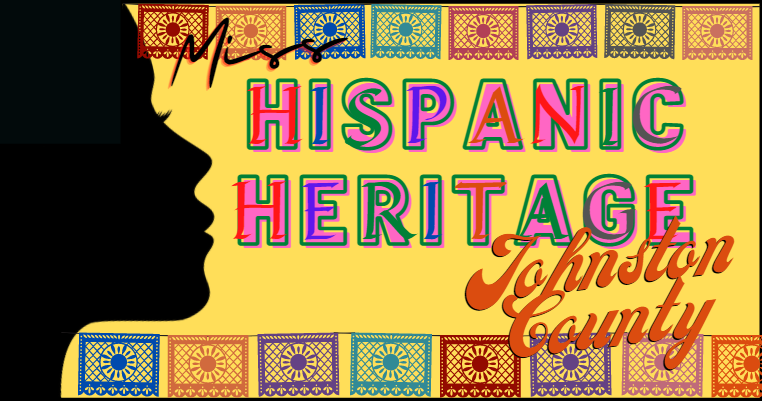 Miss
HISPANIC
HERITAGE
Johnston
County